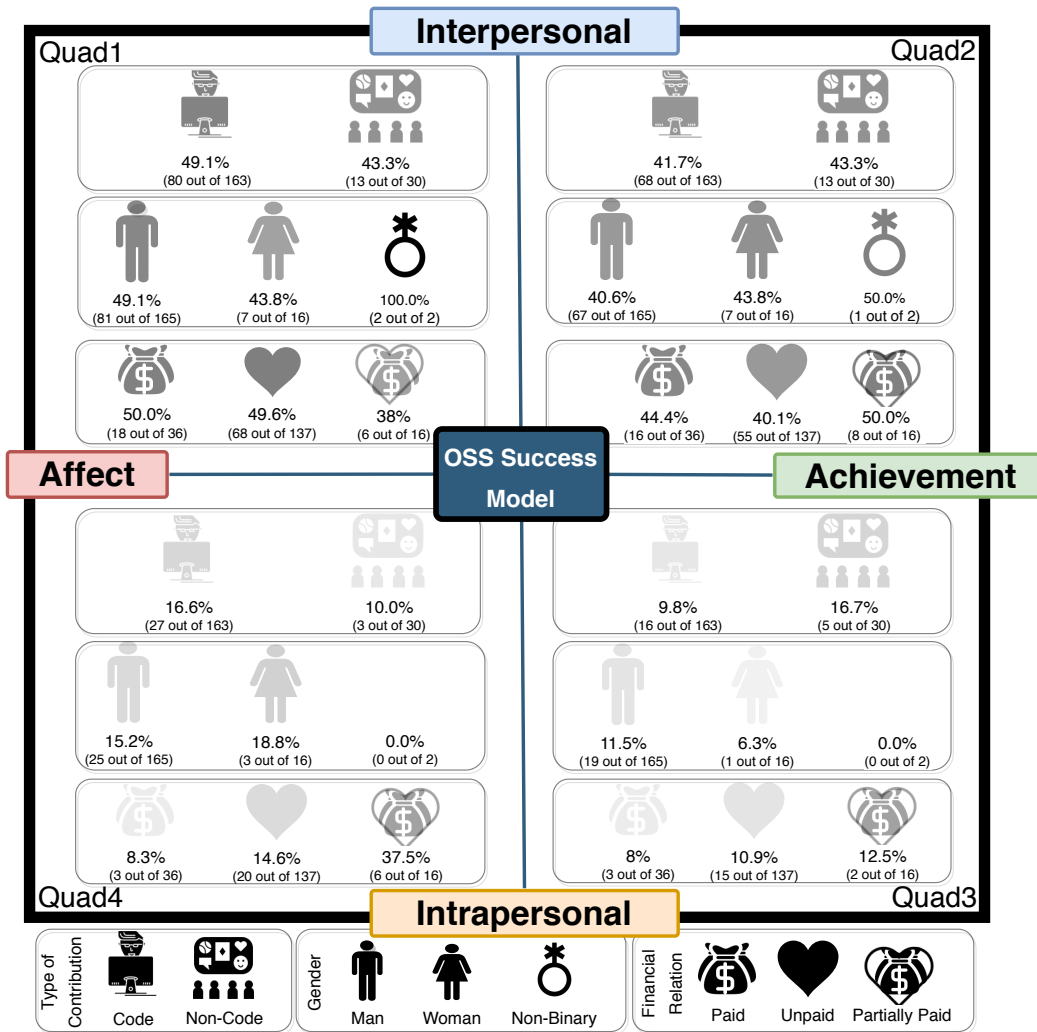 Interpersonal
Quad1
Quad2
49.1%
(80 out of 163)
43.3%
(13 out of 30)
41.7%
(68 out of 163)
43.3%
(13 out of 30)
49.1%
(81 out of 165)
43.8%
(7 out of 16)
100.0%
(2 out of 2)
40.6%
(67 out of 165)
43.8%
(7 out of 16)
50.0%
(1 out of 2)
50.0%
(18 out of 36)
49.6%
(68 out of 137)
38%
(6 out of 16)
44.4%
(16 out of 36)
40.1%
(55 out of 137)
50.0%
(8 out of 16)
Affect
OSS Success
Model
Achievement
16.6%
(27 out of 163)
10.0%
(3 out of 30)
9.8%
(16 out of 163)
16.7%
(5 out of 30)
15.2%
(25 out of 165)
18.8%
(3 out of 16)
0.0%
(0 out of 2)
11.5%
(19 out of 165)
6.3%
(1 out of 16)
0.0%
(0 out of 2)
8.3%
(3 out of 36)
14.6%
(20 out of 137)
37.5%
(6 out of 16)
8%
(3 out of 36)
10.9%
(15 out of 137)
12.5%
(2 out of 16)
Quad4
Quad3
Intrapersonal
Type of
Contribution
Code
Non-Code
Gender
Man
Woman
Non-Binary
Financial
Relation
Paid
Unpaid
Partially Paid